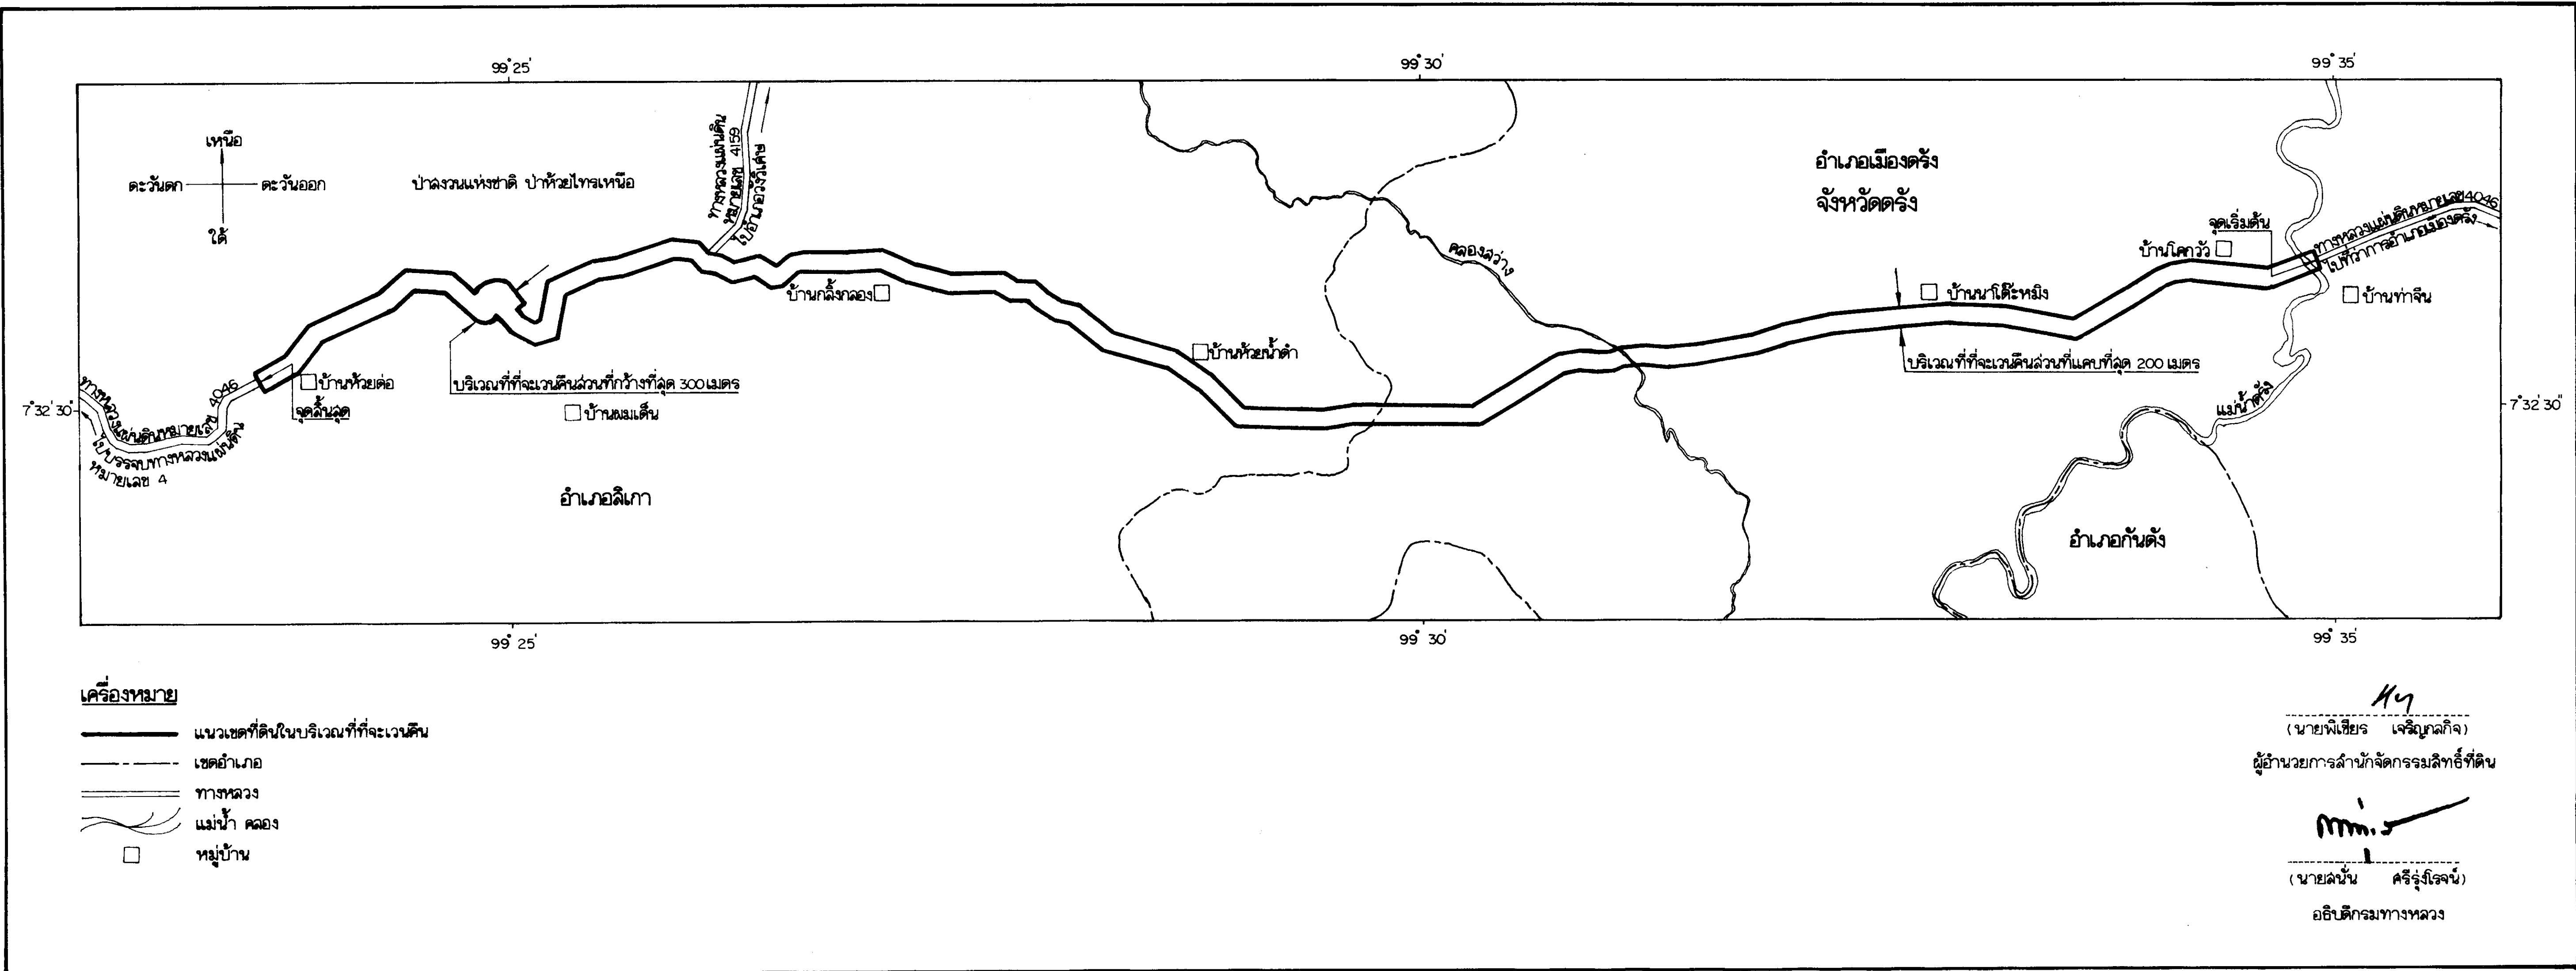 99° 25'
99° 30'
99° 35'
เหนือ
ตะวันตก
ตะวันออก
ใต้
ป่าสงวนแห่งชาติ ป่าห้วยไทรเหนือ
ทางหลวงแผ่นดิน
หมายเลข 4159
ไปอำเภอวังวิเศษ
อำเภอเมืองตรัง
จังหวัดตรัง
คลองสว่าง
จุดเริ่มต้น
บ้านโคกวัว
ทางหลวงแผ่นดินหมายเลข 4046
ไปที่ว่าการอำเภอเมืองตรัง
บ้านท่าจีน
บ้านนาโต๊ะหมิง
บ้านกลิ้งกลอง
บ้านห้วยน้ำดำ
บริเวณที่ที่จะเวนคืนส่วนที่แคบที่สุด 200 เมตร
บริเวณที่ที่จะเวนคืนส่วนที่กว้างที่สุด 300 เมตร
บ้านห้วยต่อ
จุดสิ้นสุด
บ้านผมเด็น
แม่น้ำตรัง
7° 32' 30"
7° 32' 30"
ทางหลวงแผ่นดินหมายเลข 4046
ไปบรรจบทางหลวงแผ่นดิน
หมายเลข 4
อำเภอสิเกา
อำเภอกันตัง
99° 25'
99° 30'
99° 35'
เครื่องหมาย
แนวเขตที่ดินในบริเวณที่ที่จะเวนคืน
เขตอำเภอ
ทางหลวง
แม่น้ำ คลอง
หมู่บ้าน
(นายพิเชียร เจริญกลกิจ)
ผู้อำนวยการสำนักจัดกรรมสิทธิ์ที่ดิน
(นายสนั่น ศรีรุ่งโรจน์)
อธิบดีกรมทางหลวง